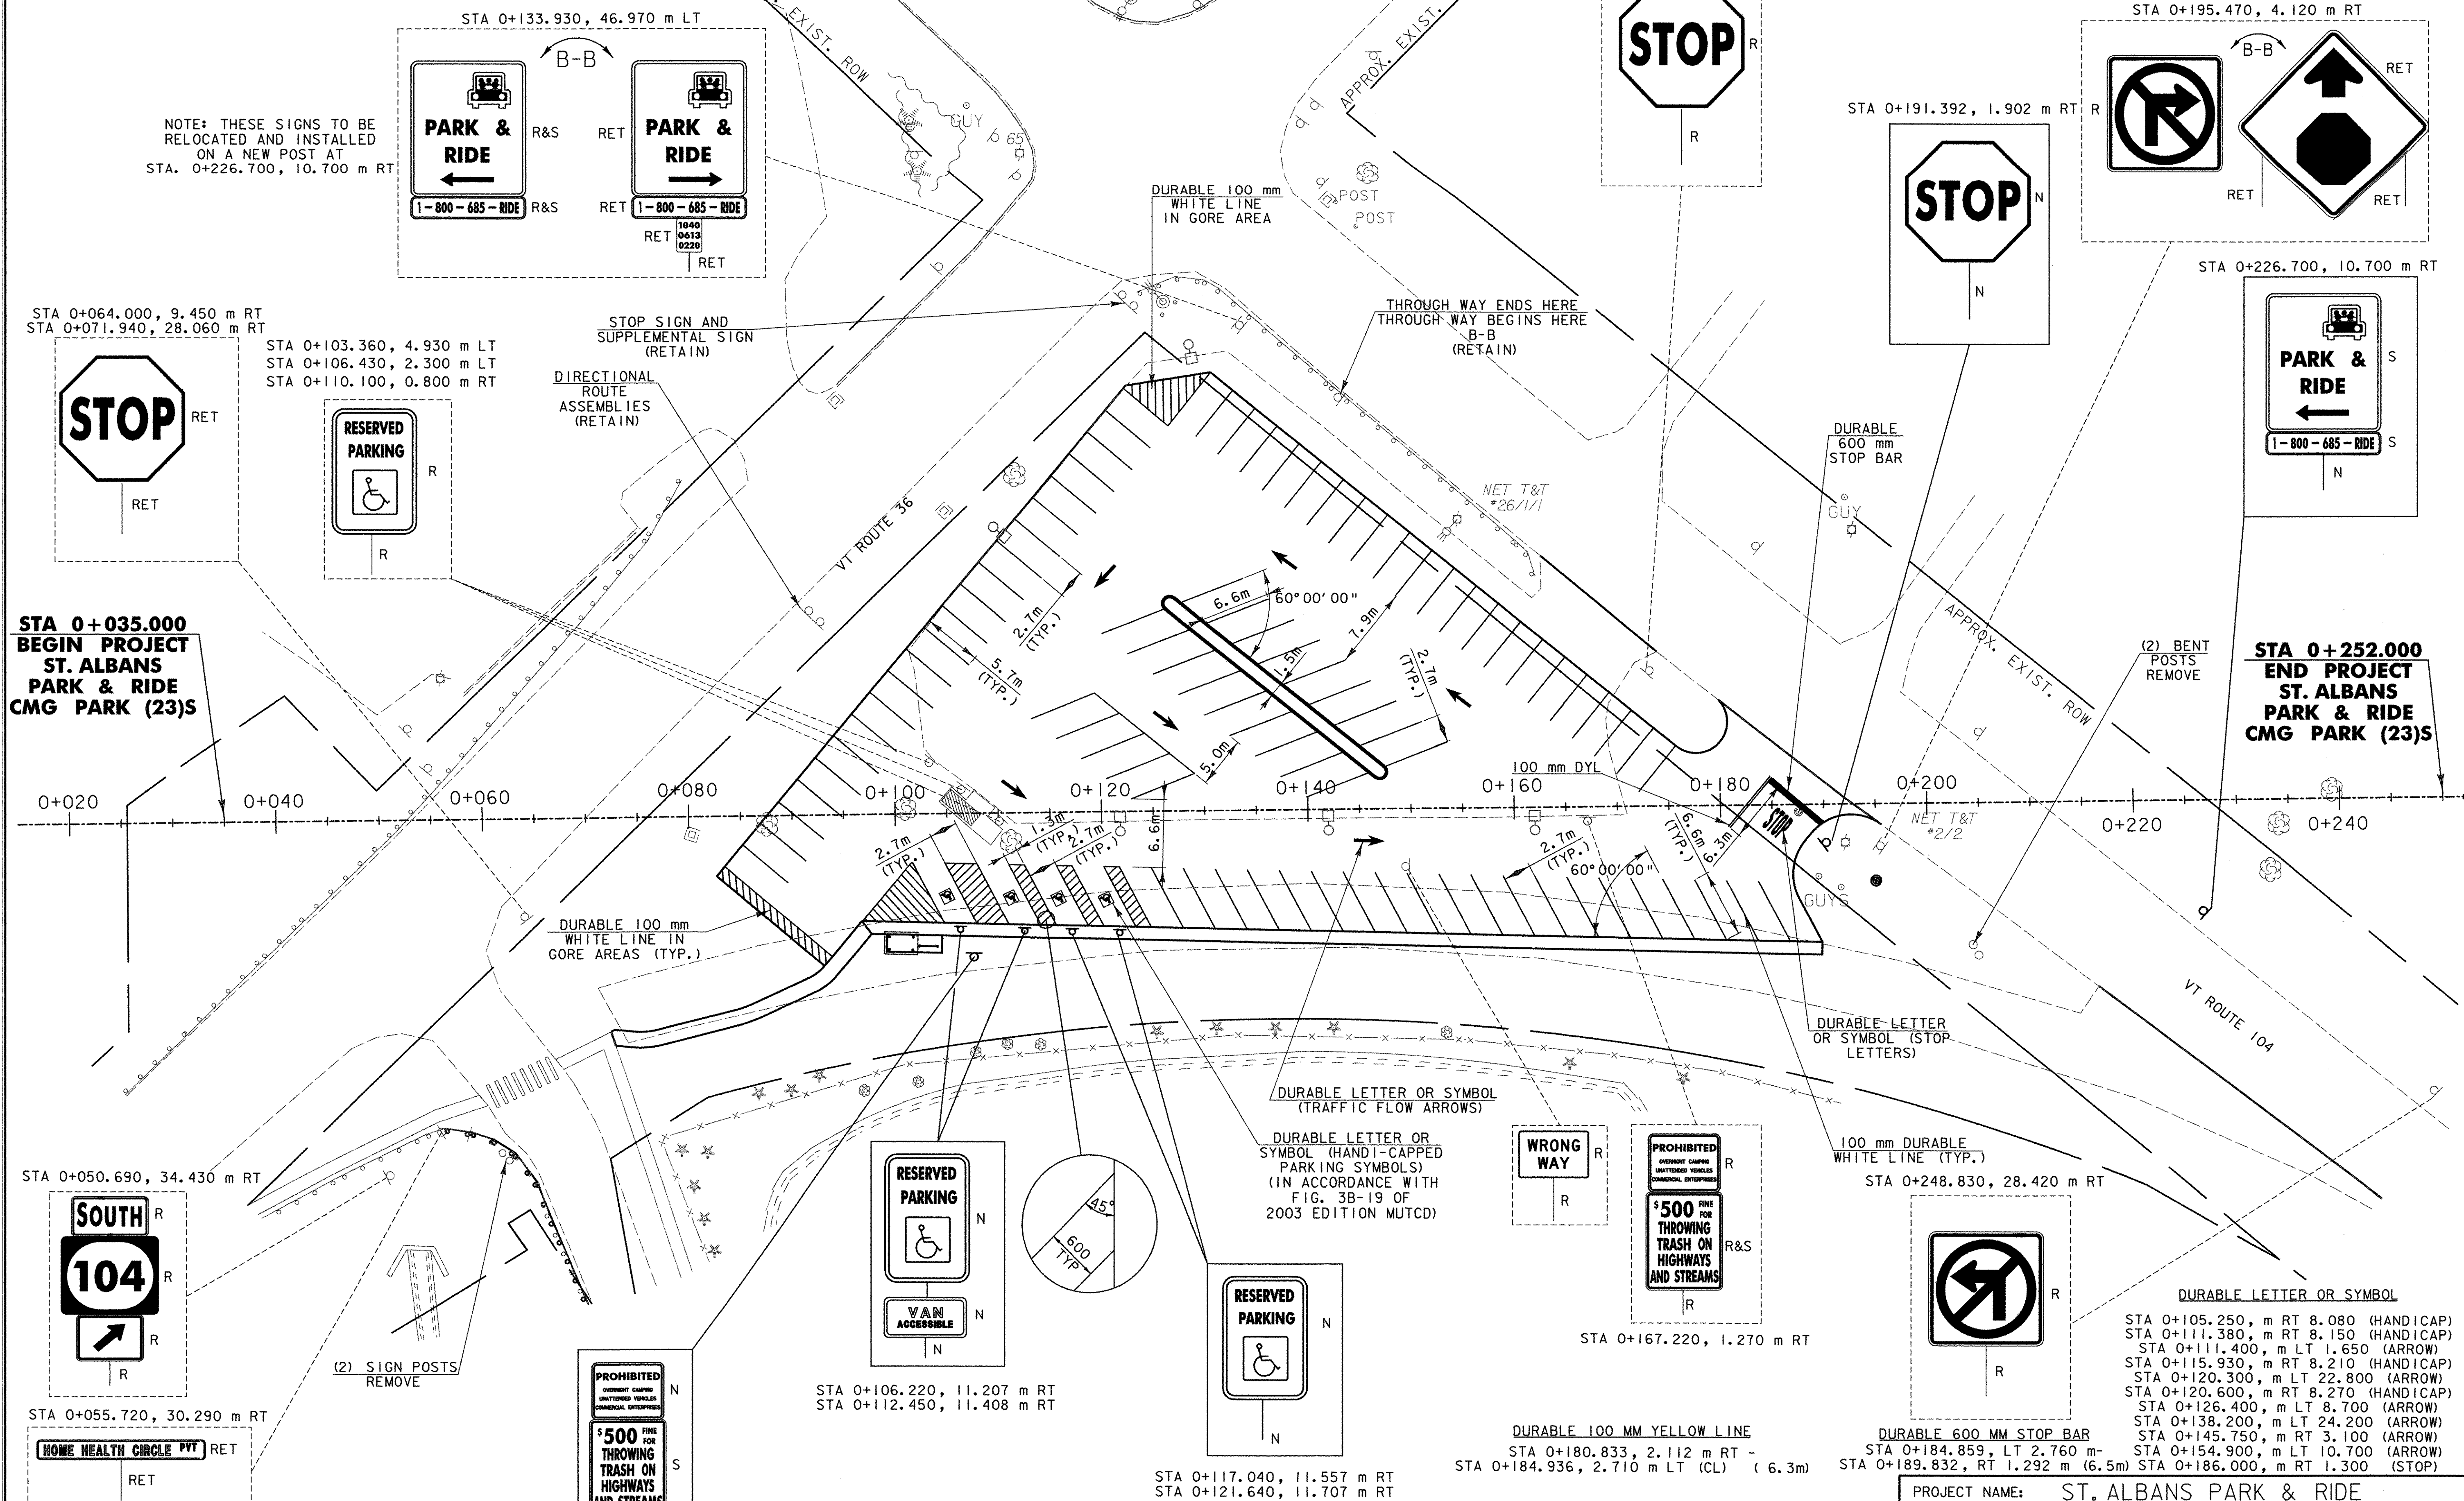 STA 0+133.930, 46.970 m LT
B-B
PARK &
RIDE
1-800-685-RIDE
R&S
R&S
RET
PARK &
RIDE
RET
1-800-685-RIDE
RET
1040
0613
0220
RET
NOTE: THESE SIGNS TO BE
RELOCATED AND INSTALLED
ON A NEW POST AT
STA. 0+226.700, 10.700 m RT
EXIST. ROW
GUY
65
APPROX. EXIST.
POST
POST
STOP
R
R
STA 0+195.470, 4.120 m RT
B-B
R
RET
RET
RET
STA 0+191.392, 1.902 m RT
STOP
N
N
STA 0+226.700, 10.700 m RT
PARK &
RIDE
1-800-685-RIDE
S
S
N
DURABLE 100 mm
WHITE LINE
IN GORE AREA
THROUGH WAY ENDS HERE
THROUGH WAY BEGINS HERE
B-B
(RETAIN)
STOP SIGN AND
SUPPLEMENTAL SIGN
(RETAIN)
DIRECTIONAL
ROUTE
ASSEMBLIES
(RETAIN)
STA 0+064.000, 9.450 m RT
STA 0+071.940, 28.060 m RT
STOP
RET
RET
STA 0+103.360, 4.930 m LT
STA 0+106.430, 2.300 m LT
STA 0+110.100, 0.800 m RT
RESERVED
PARKING
R
R
DURABLE
600 mm
STOP BAR
NET T&T
#26/1/1
GUY
VT ROUTE 36
STA 0+035.000
BEGIN PROJECT
ST. ALBANS
PARK & RIDE
CMG PARK (23)S
APPROX. EXIST. ROW
(2) BENT
POSTS
REMOVE
STA 0+252.000
END PROJECT
ST. ALBANS
PARK & RIDE
CMG PARK (23)S
2.7m
(TYP.)
5.7m
(TYP.)
6.6m
60°00'00"
7.9m
1.5m
2.7m
(TYP.)
5.0m
100 mm DYL
0+020
0+040
0+060
0+080
0+100
0+120
0+140
0+160
0+180
0+200
0+220
0+240
NET T&T
#2/2
2.7m
(TYP.)
1.3m
(TYP.)
2.7m
(TYP.)
6.6m
2.7m
(TYP.)
60°00'00"
6.6m
(TYP.)
6.3m
STOP
GUYS
DURABLE 100 mm
WHITE LINE IN
GORE AREAS (TYP.)
DURABLE LETTER
OR SYMBOL (STOP
LETTERS)
VT ROUTE 104
DURABLE LETTER OR SYMBOL
(TRAFFIC FLOW ARROWS)
DURABLE LETTER OR
SYMBOL (HANDI-CAPPED
PARKING SYMBOLS)
(IN ACCORDANCE WITH
FIG. 3B-19 OF
2003 EDITION MUTCD)
100 mm DURABLE
WHITE LINE (TYP.)
STA 0+050.690, 34.430 m RT
SOUTH
R
104
R
R
R
(2) SIGN POSTS
REMOVE
STA 0+055.720, 30.290 m RT
HOME HEALTH CIRCLE PVT
RET
RET
PROHIBITED
OVERNIGHT CAMPING
UNATTENDED VEHICLES
COMMERCIAL ENTERPRISES
N
$500 FINE
FOR
THROWING
TRASH ON
HIGHWAYS
AND STREAMS
S
RESERVED
PARKING
N
VAN
ACCESSIBLE
N
N
STA 0+106.220, 11.207 m RT
STA 0+112.450, 11.408 m RT
45°
600
TYP
RESERVED
PARKING
N
N
STA 0+117.040, 11.557 m RT
STA 0+121.640, 11.707 m RT
WRONG
WAY
R
R
PROHIBITED
OVERNIGHT CAMPING
UNATTENDED VEHICLES
COMMERCIAL ENTERPRISES
R
$500 FINE
FOR
THROWING
TRASH ON
HIGHWAYS
AND STREAMS
R&S
R
STA 0+167.220, 1.270 m RT
STA 0+248.830, 28.420 m RT
R
R
DURABLE 100 MM YELLOW LINE
STA 0+180.833, 2.112 m RT -
STA 0+184.936, 2.710 m LT (CL) ( 6.3m)
DURABLE 600 MM STOP BAR
STA 0+184.859, LT 2.760 m-
STA 0+189.832, RT 1.292 m (6.5m)
DURABLE LETTER OR SYMBOL
STA 0+105.250, m RT 8.080 (HANDICAP)
STA 0+111.380, m RT 8.150 (HANDICAP)
STA 0+111.400, m LT 1.650 (ARROW)
STA 0+115.930, m RT 8.210 (HANDICAP)
STA 0+120.300, m LT 22.800 (ARROW)
STA 0+120.600, m RT 8.270 (HANDICAP)
STA 0+126.400, m LT 8.700 (ARROW)
STA 0+138.200, m LT 24.200 (ARROW)
STA 0+145.750, m RT 3.100 (ARROW)
STA 0+154.900, m LT 10.700 (ARROW)
STA 0+186.000, m RT 1.300 (STOP)
PROJECT NAME: ST. ALBANS PARK & RIDE